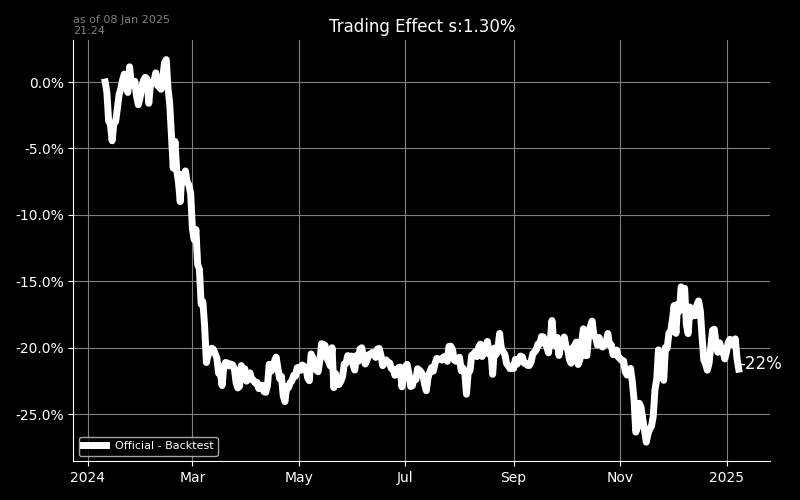 as of 08 Jan 2025
21:24
Trading Effect s:1.30%
0.0%
-5.0%
-10.0%
-15.0%
-20.0%
-25.0%
-22%
Official - Backtest
2024 Mar May Jul Sep Nov 2025